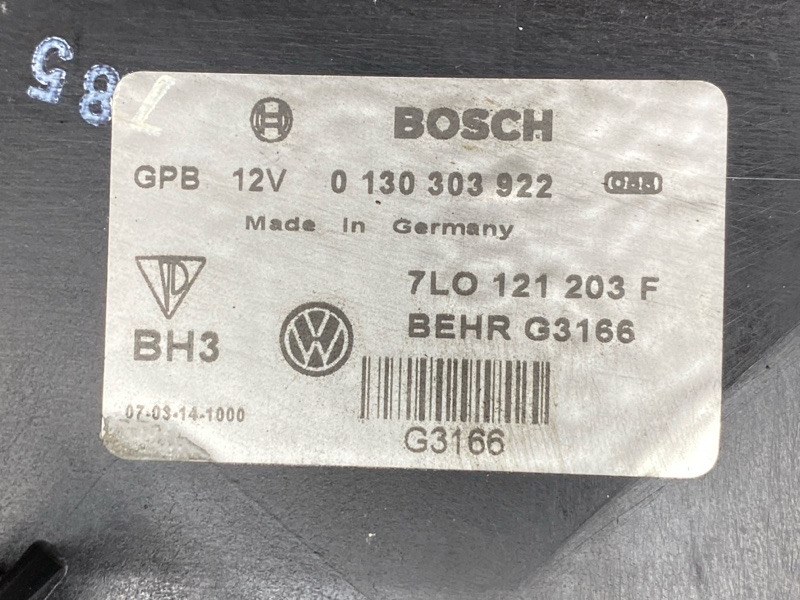 785
BOSCH
GPB 12V 0 130 303 922
Made in Germany
7LO 121 203 F
BH3
BEHR G3166
07-03-14-1000
G3166